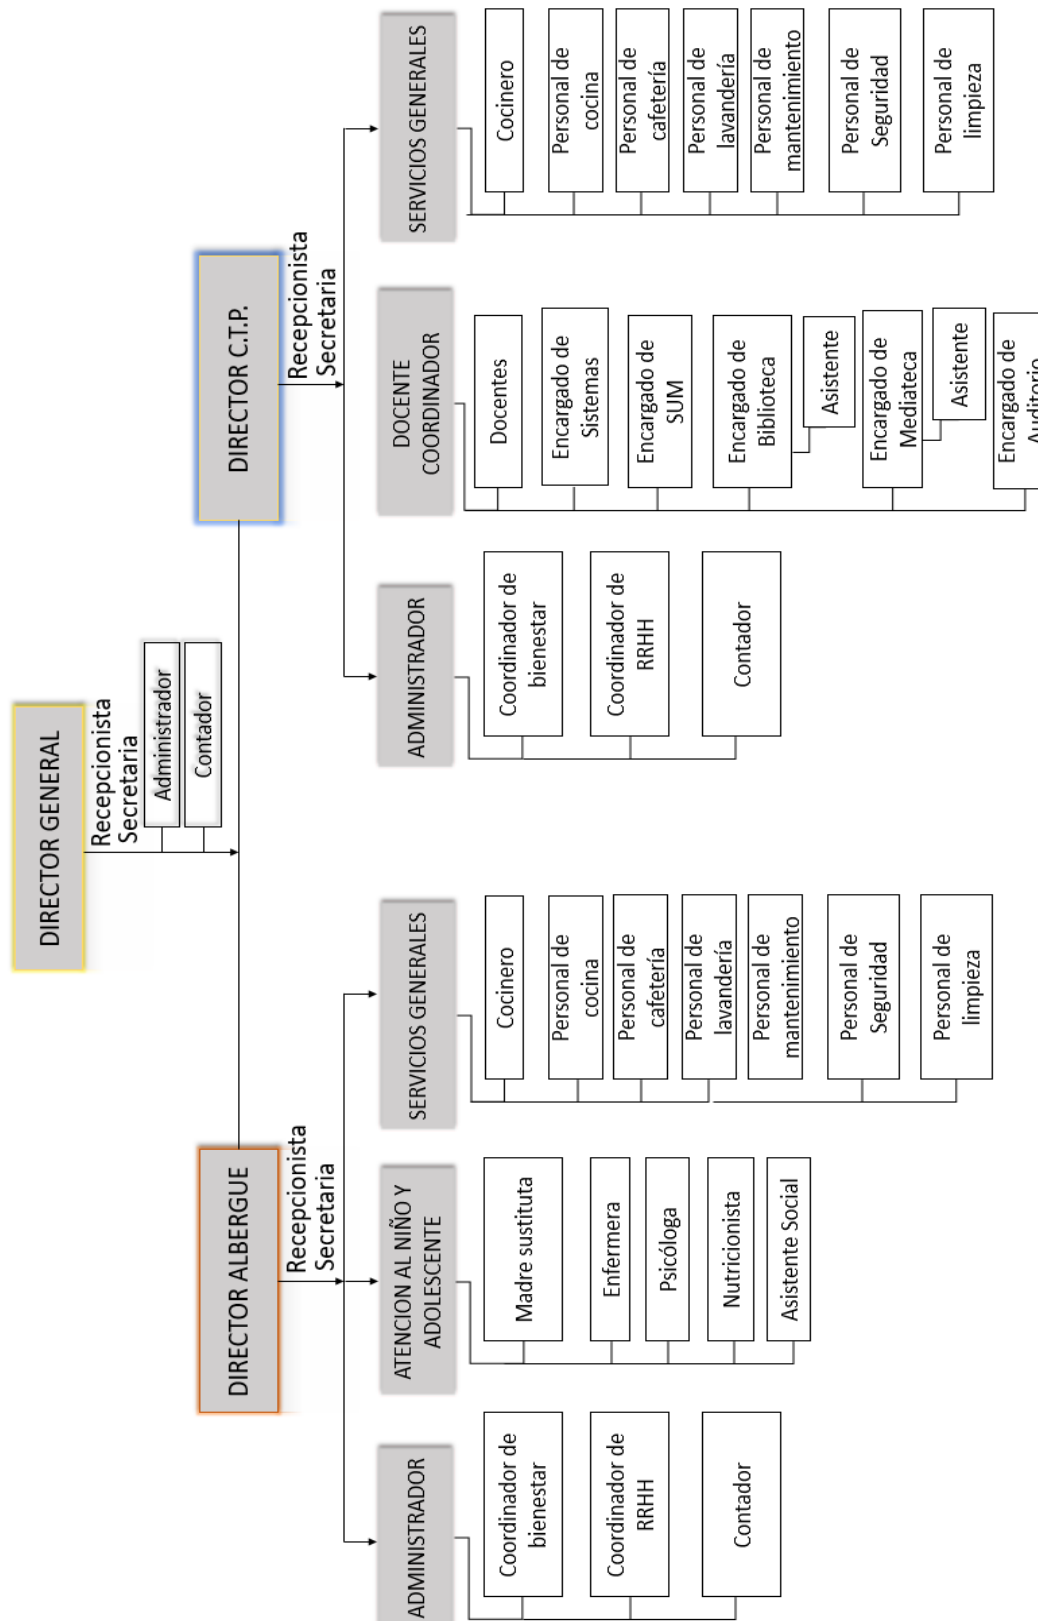 DIRECTOR GENERAL
Recepcionista
Secretaria
Administrador
Contador
DIRECTOR ALBERGUE
Recepcionista
Secretaria
ADMINISTRADOR
Coordinador de
bienestar
Coordinador de
RRHH
Contador
ATENCION AL NIÑO Y
ADOLESCENTE
Madre sustituta
Enfermera
Psicóloga
Nutricionista
Asistente Social
SERVICIOS GENERALES
Cocinero
Personal de
cocina
Personal de
cafetería
Personal de
lavandería
Personal de
mantenimiento
Personal de
Seguridad
Personal de
limpieza
DIRECTOR C.T.P.
Recepcionista
Secretaria
ADMINISTRADOR
Coordinador de
bienestar
Coordinador de
RRHH
Contador
DOCENTE
COORDINADOR
Docentes
Encargado de
Sistemas
Encargado de
SUM
Encargado de
Biblioteca
Asistente
Encargado de
Mediateca
Asistente
Encargado de
Auditorio
SERVICIOS GENERALES
Cocinero
Personal de
cocina
Personal de
cafetería
Personal de
lavandería
Personal de
mantenimiento
Personal de
Seguridad
Personal de
limpieza